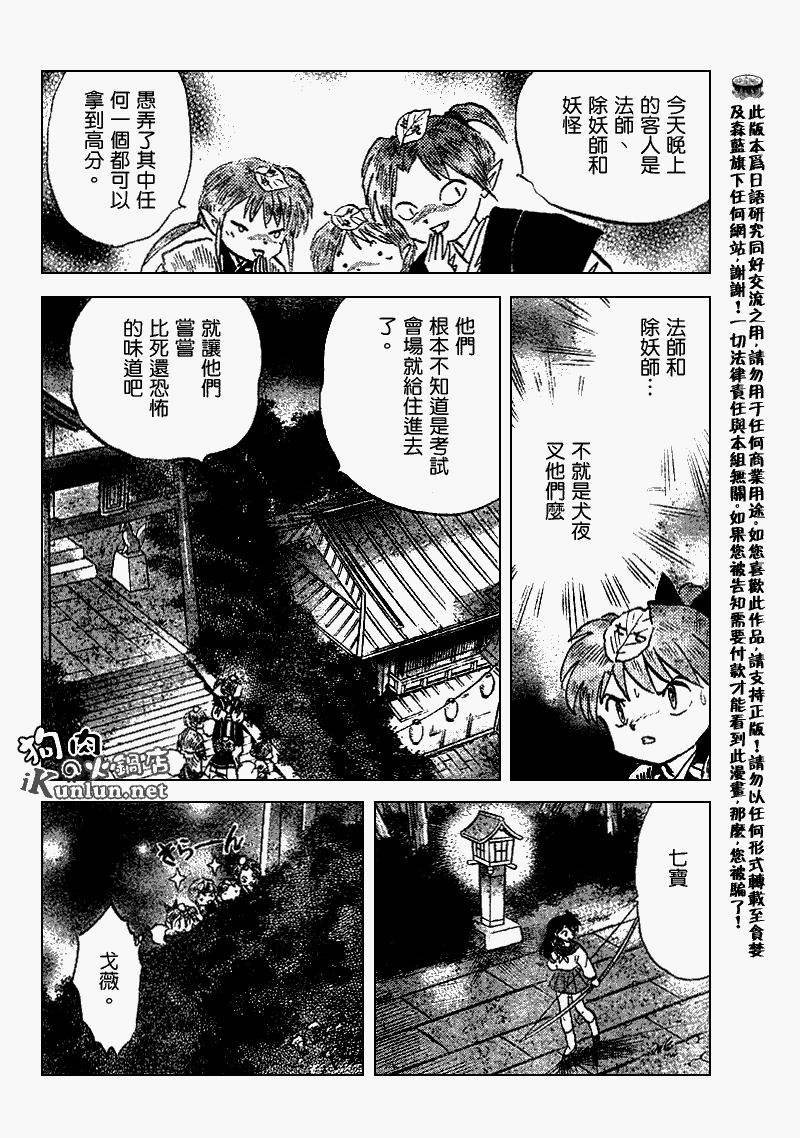 今天晚上
的客人是
法師、
除妖師和
妖怪
愚弄了其中任
何一個都可以
拿到高分。
法師和
除妖師…
不就是犬夜
叉他們麼
他們
根本不知道是考試
會場就給住進去
了。
就讓他們
嘗嘗
比死還恐怖
的味道吧
七寶
きらーん
戈薇。
狗肉の火鍋店
iKunlun.net
此版本爲日語研究同好交流之用，請勿用于任何商業用途。如您喜歡此作品，請支持正版！請勿以任何形式轉載至貪婪
及森藍旗下任何網站，謝謝！一切法律責任與本組無關。如果您被告知需要付款才能看到此漫畫，那麼，您被騙了！